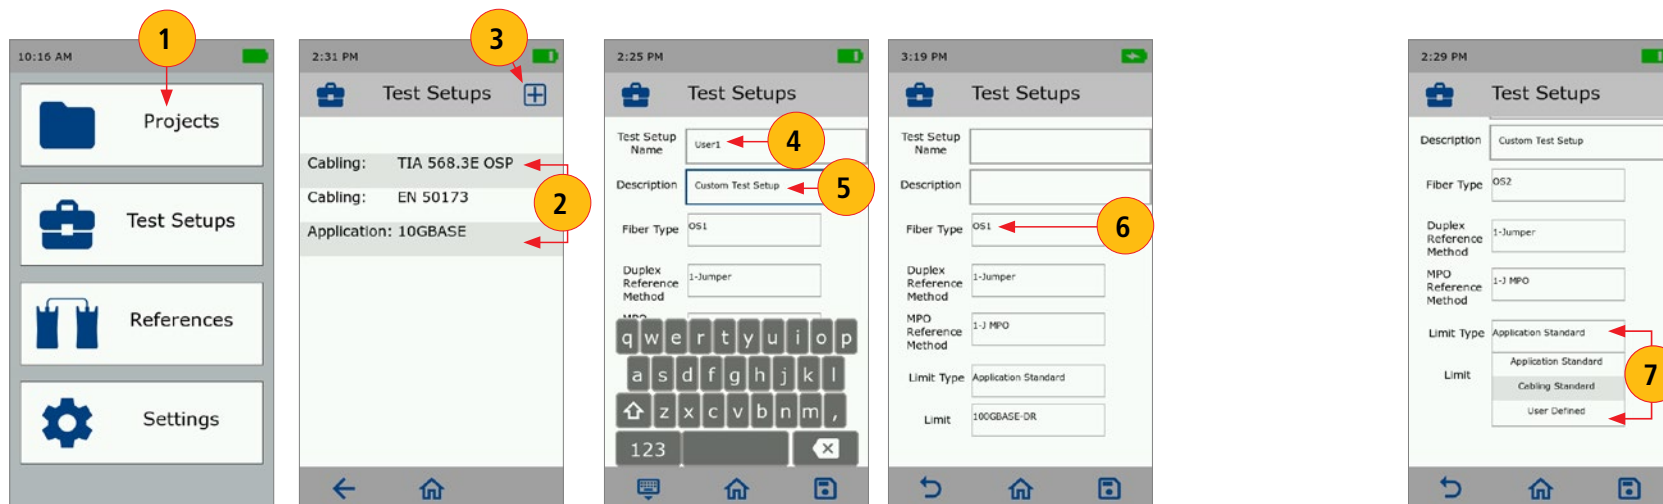 1
10:16 AM
Projects
Test Setups
References
Settings
3
2:31 PM
Test Setups
Cabling: TIA 568.3E OSP
Cabling: EN 50173
Application: 10GBASE
2
2:25 PM
Test Setups
Test Setup
Name
User1
4
Description
Custom Test Setup
5
Fiber Type
OS1
Duplex
Reference
Method
1-Jumper
MPO
q w e r t y u i o p
a s d f g h j k l
z x c v b n m ,
123
3:19 PM
Test Setups
Test Setup
Name
Description
Fiber Type
OS1
6
Duplex
Reference
Method
1-Jumper
MPO
Reference
Method
1-J MPO
Limit Type
Application Standard
Limit
100GBASE-DR
2:29 PM
Test Setups
Description
Custom Test Setup
Fiber Type
OS2
Duplex
Reference
Method
1-Jumper
MPO
Reference
Method
1-J MPO
Limit Type
Application Standard
Limit
Application Standard
Cabling Standard
User Defined
7